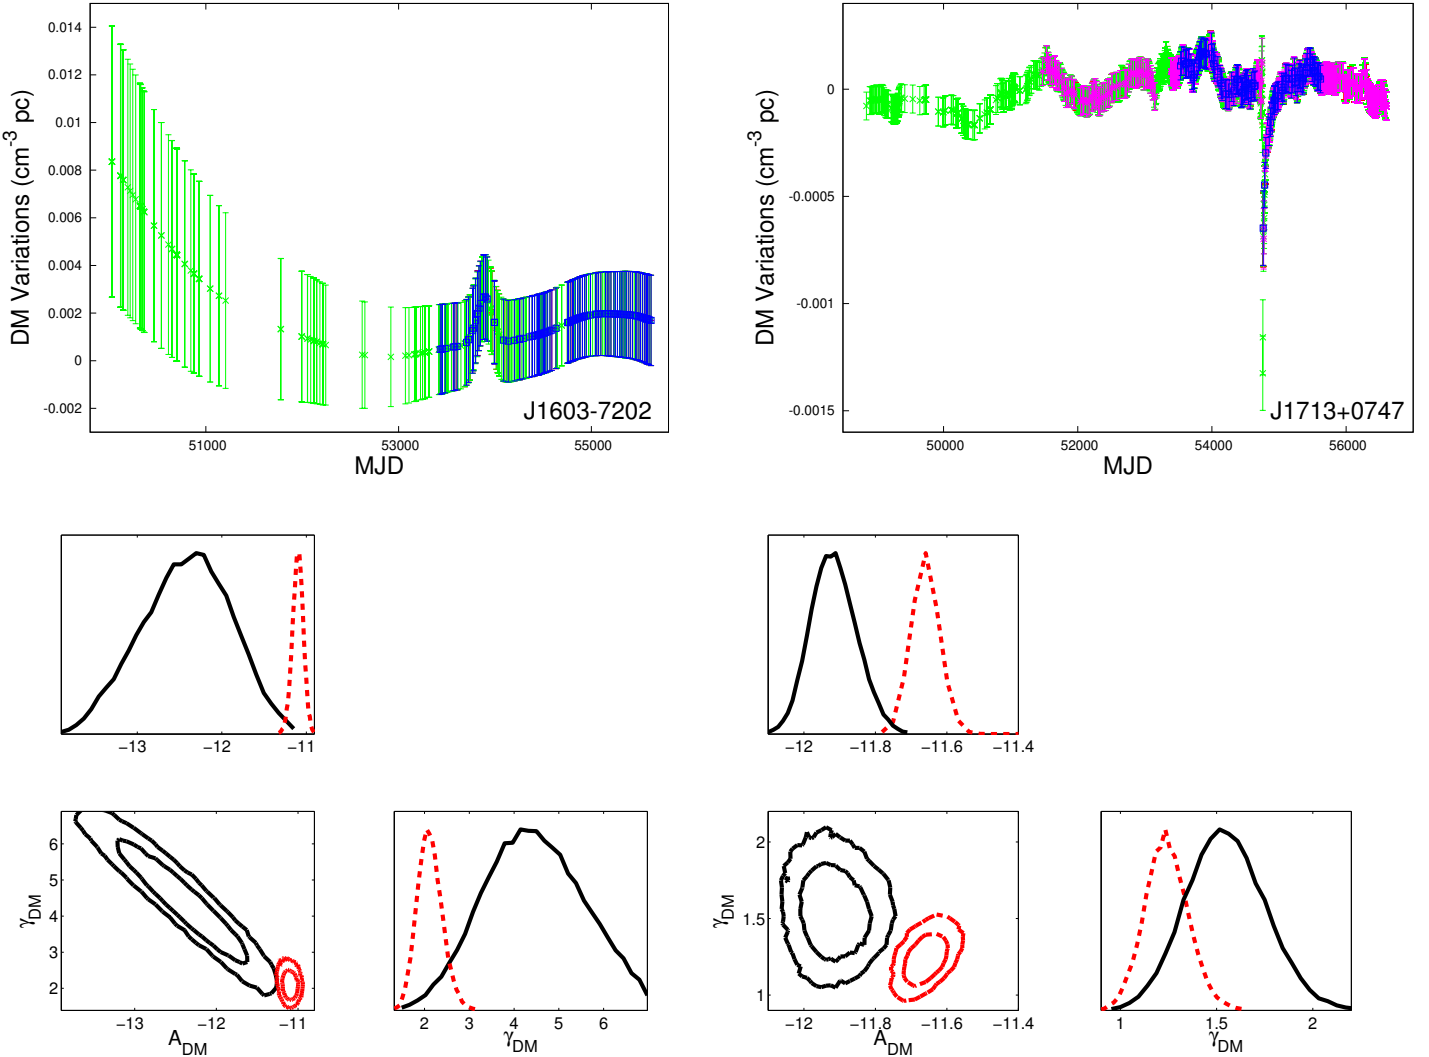 0.014
0.012
0.01
0.008
0.006
0.004
0.002
0
-0.002
DM Variations (cm-3 pc)
51000 53000 55000
MJD
J1603-7202
0
-0.0005
-0.001
-0.0015
DM Variations (cm-3 pc)
50000 52000 54000 56000
MJD
J1713+0747
−13 −12 −11
−12 −11.8 −11.6 −11.4
6
5
4
3
2
γDM
−13 −12 −11
ADM
2 3 4 5 6
γDM
2
1.5
1
γDM
−12 −11.8 −11.6 −11.4
ADM
1 1.5 2
γDM